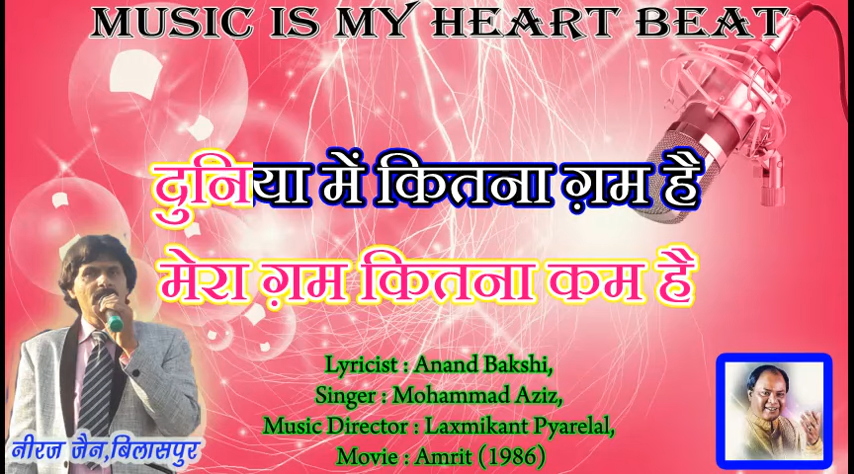 MUSIC IS MY HEART BEAT
दुनिया में कितना ग़म है
मेरा ग़म कितना कम है
Lyricist : Anand Bakshi,
Singer : Mohammad Aziz,
Music Director : Laxmikant Pyarelal,
Movie : Amrit (1986)
नीरज जैन,बिलासपुर